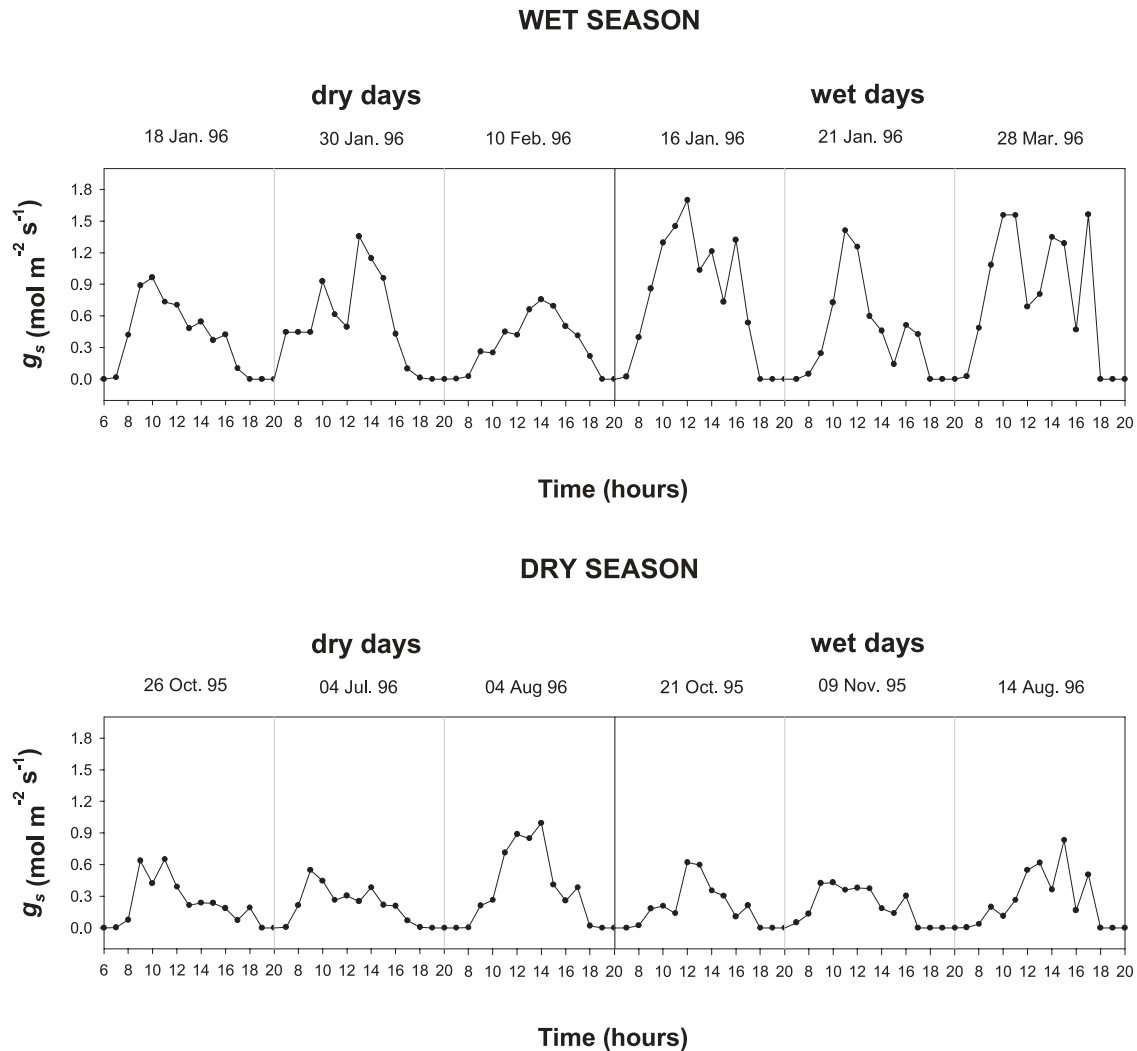 WET SEASON
dry days wet days
18 Jan. 96 30 Jan. 96 10 Feb. 96 16 Jan. 96 21 Jan. 96 28 Mar. 96
1.8
1.5
1.2
0.9
0.6
0.3
0.0
gs (mol m-2 s-1)
6 8 10 12 14 16 18 20 8 10 12 14 16 18 20 8 10 12 14 16 18 20 8 10 12 14 16 18 20 8 10 12 14 16 18 20 8 10 12 14 16 18 20
Time (hours)
DRY SEASON
dry days wet days
26 Oct. 95 04 Jul. 96 04 Aug 96 21 Oct. 95 09 Nov. 95 14 Aug. 96
1.8
1.5
1.2
0.9
0.6
0.3
0.0
gs (mol m-2 s-1)
6 8 10 12 14 16 18 20 8 10 12 14 16 18 20 8 10 12 14 16 18 20 8 10 12 14 16 18 20 8 10 12 14 16 18 20 8 10 12 14 16 18 20
Time (hours)